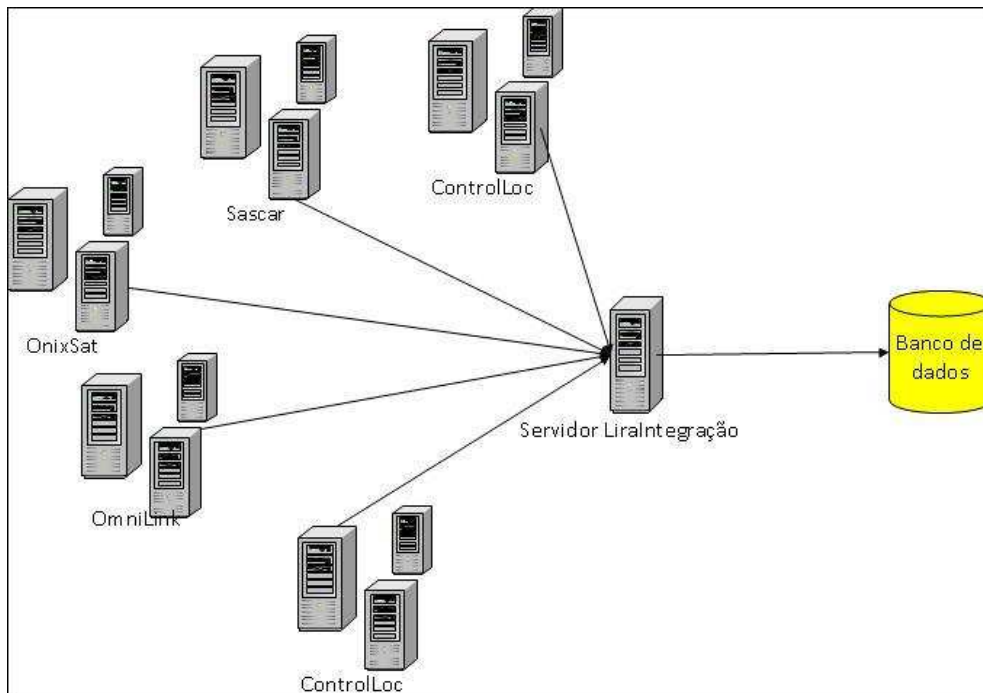 ControlLoc
Sascar
OnixSat
Banco de
dados
Servidor LiraIntegração
OmniLink
ControlLoc